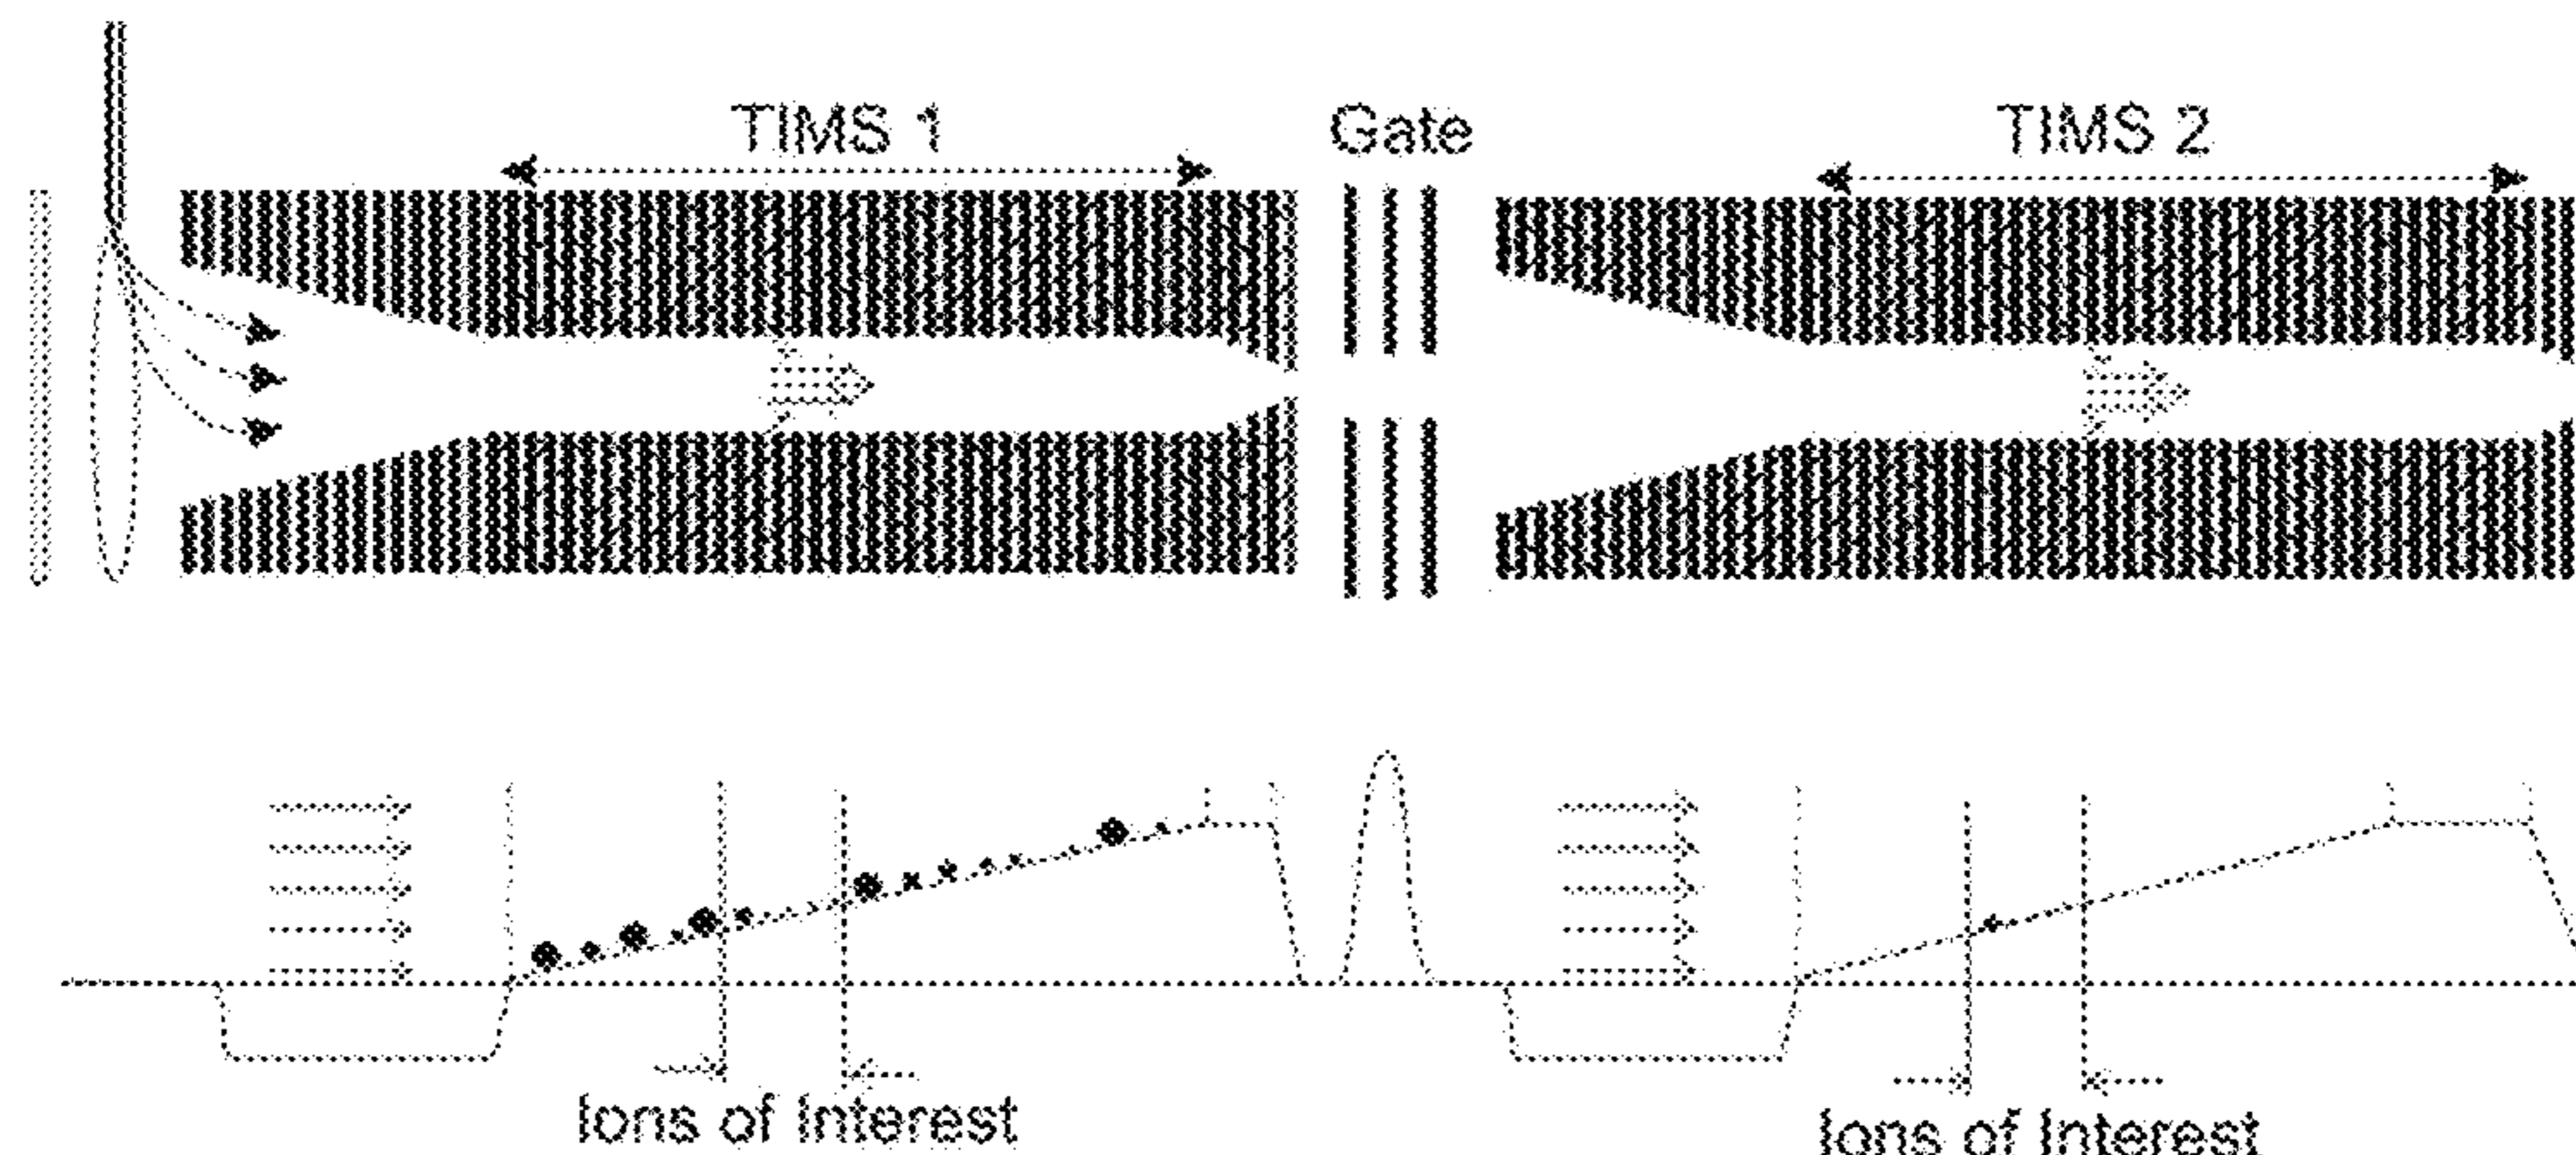 TIMS 1
Gate
TIMS 2
Ions of Interest
Ions of Interest